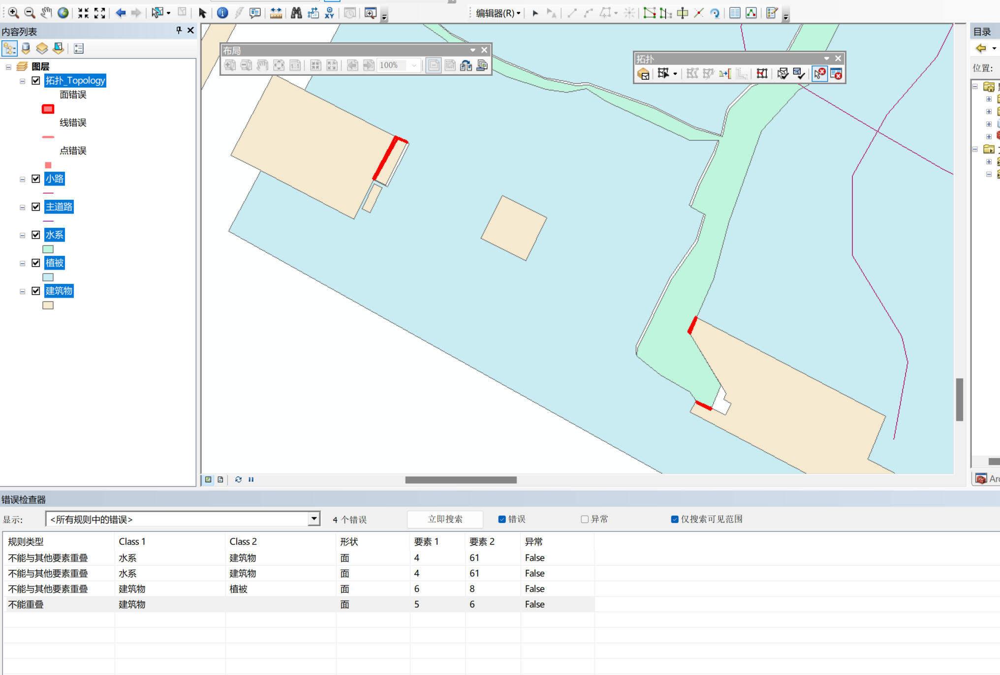 编辑器(R)
内容列表
图层
拓扑_Topology
面错误
线错误
点错误
小路
主道路
水系
植被
建筑物
布局
1:1
100%
拓扑
XY
目录
位置:
错误检查器
显示:
<所有规则中的错误>
4 个错误
立即搜索
错误
异常
仅搜索可见范围
规则类型 Class 1 Class 2 形状 要素 1 要素 2 异常
不能与其他要素重叠 水系 建筑物 面 4 61 False
不能与其他要素重叠 水系 建筑物 面 4 61 False
不能与其他要素重叠 建筑物 植被 面 6 8 False
不能重叠 建筑物 面 5 6 False